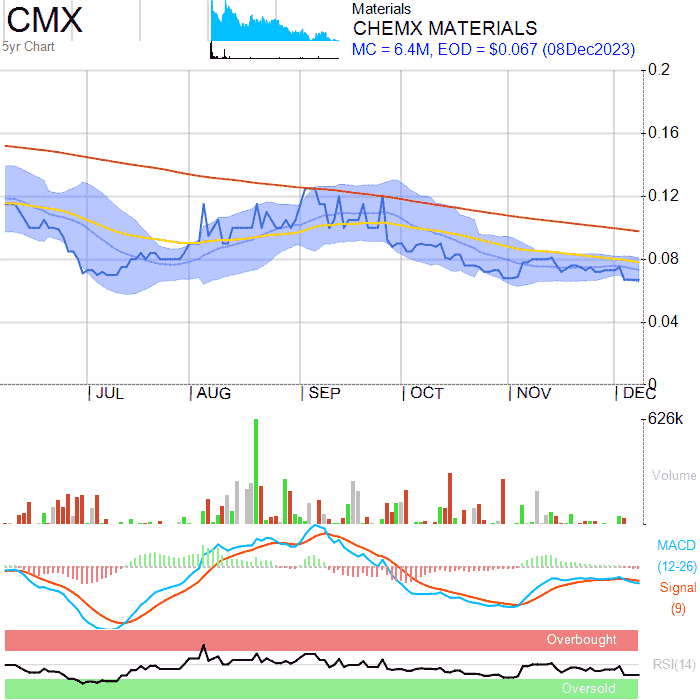 CMX
5yr Chart
Materials
CHEMX MATERIALS
MC = 6.4M, EOD = $0.067 (08Dec2023)
0.2
0.16
0.12
0.08
0.04
0
JUL AUG SEP OCT NOV DEC
626k
Volume
MACD
(12-26)
Signal
(9)
Overbought
RSI(14)
Oversold